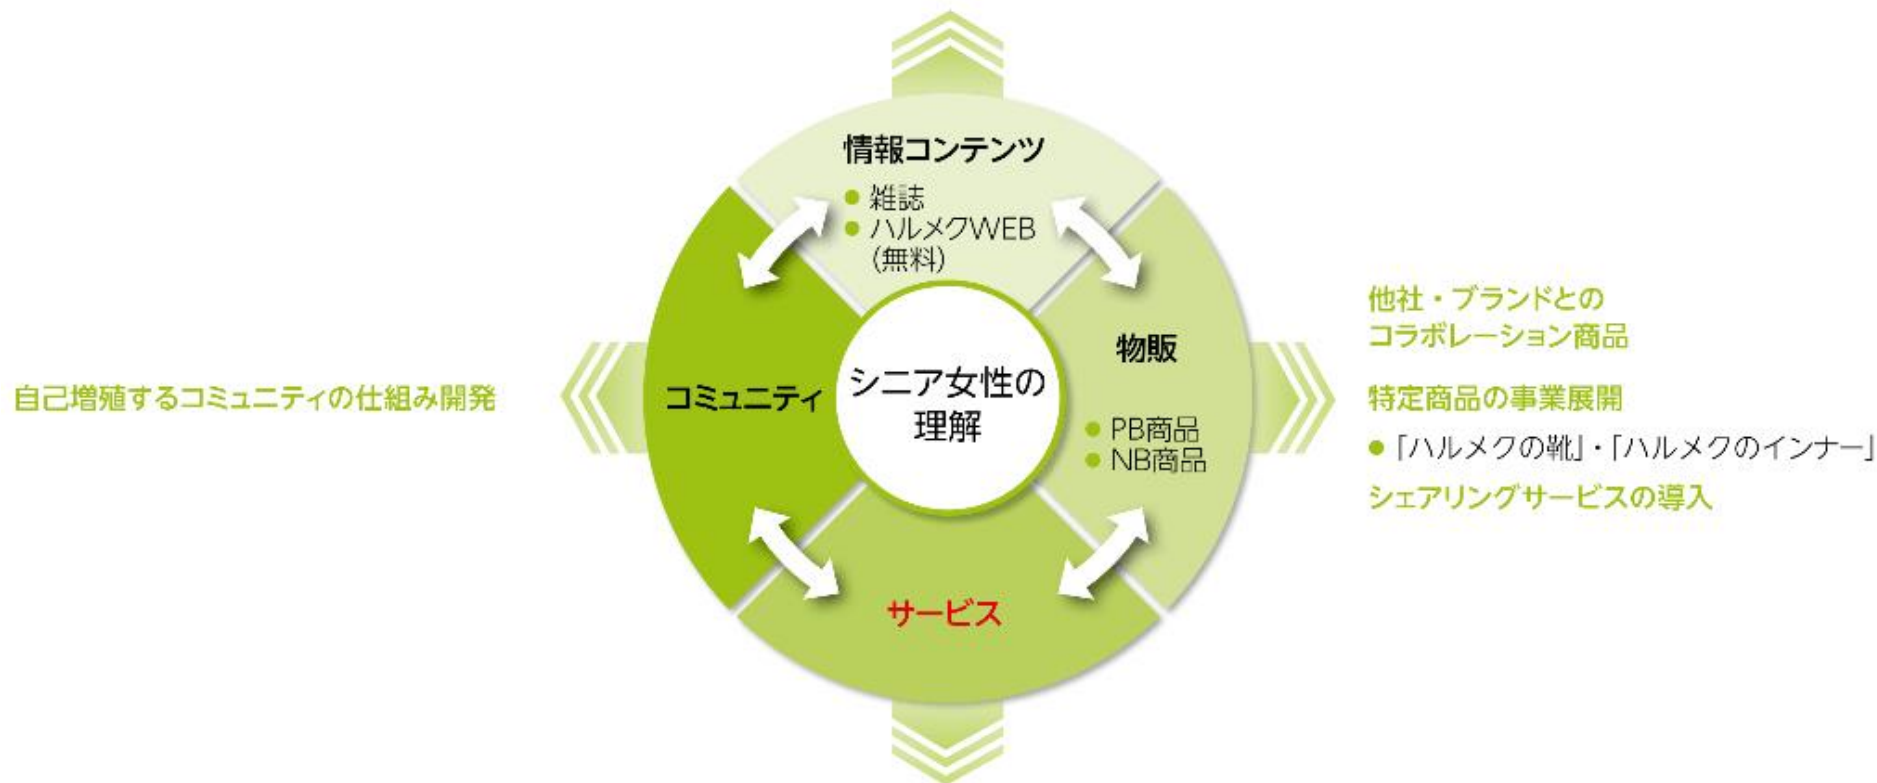 情報コンテンツ
● 雑誌
● ハルメクWEB
(無料)
他社・ブランドとの
コラボレーション商品
物販
シニア女性の
理解
コミュニティ
自己増殖するコミュニティの仕組み開発
特定商品の事業展開
● PB商品
● NB商品
●「ハルメクの靴」・「ハルメクのインナー」
シェアリングサービスの導入
サービス